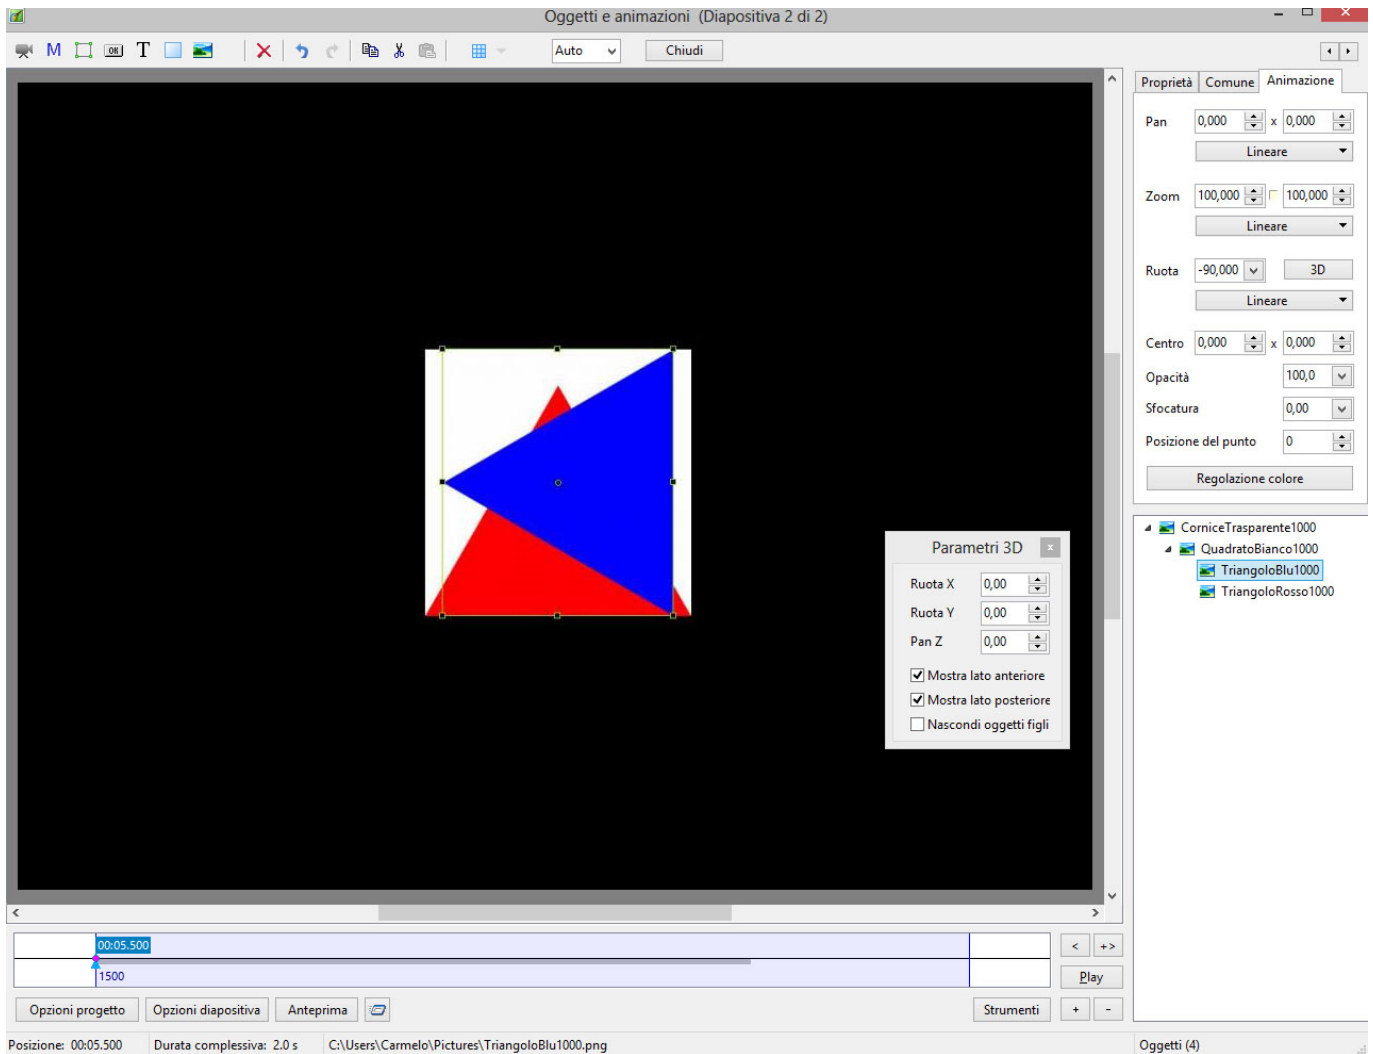 Oggetti e animazioni (Diapositiva 2 di 2)
M OK T Auto Chiudi
Proprietà Comune Animazione
Pan 0,000 x 0,000
Lineare
Zoom 100,000 100,000
Lineare
Ruota -90,000 3D
Lineare
Centro 0,000 x 0,000
Opacità 100,0
Sfocatura 0,00
Posizione del punto 0
Regolazione colore
CorniceTrasparente1000
QuadratoBianco1000
TriangoloBlu1000
TriangoloRosso1000
Parametri 3D x
Ruota X 0,00
Ruota Y 0,00
Pan Z 0,00
Mostra lato anteriore
Mostra lato posteriore
Nascondi oggetti figli
00:05.500
1500
< +>
Play
Opzioni progetto Opzioni diapositiva Anteprima Strumenti + -
Posizione: 00:05.500 Durata complessiva: 2.0 s C:\Users\Carmelo\Pictures\TriangoloBlu1000.png Oggetti (4)